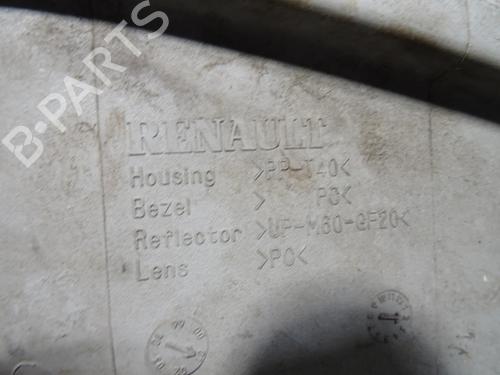 B-PARTS
RENAULT
Housing >PP-T40<
Bezel > PC<
Reflector >UP-M60-GF20<
Lens >PC<